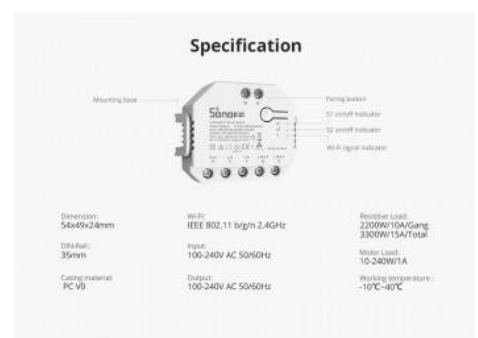 Specification
Mounting base
Pairing button
S1 on/off indicator
S2 on/off indicator
Wi-Fi signal indicator
SONOFF
Dimension:
54x49x24mm
Wi-Fi:
IEEE 802.11 b/g/n 2.4GHz
Resistive Load:
2200W/10A/Gang
3300W/15A/Total
DIN-Rail:
35mm
Input:
100-240V AC 50/60Hz
Motor Load:
10-240W/1A
Casing material:
PC V0
Output:
100-240V AC 50/60Hz
Working temperature :
-10℃~40℃